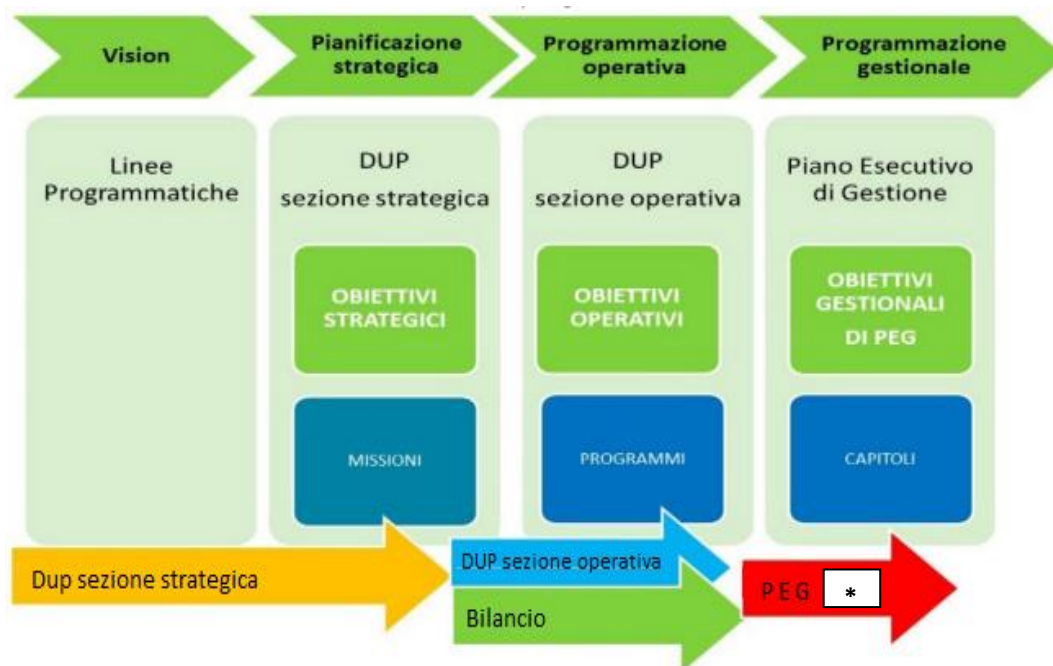 Vision
Pianificazione
strategica
Programmazione
operativa
Programmazione
gestionale
Linee
Programmatiche
DUP
sezione strategica
OBIETTIVI
STRATEGICI
MISSIONI
DUP
sezione operativa
OBIETTIVI
OPERATIVI
PROGRAMMI
Piano Esecutivo
di Gestione
OBIETTIVI
GESTIONALI
DI PEG
CAPITOLI
Dup sezione strategica
DUP sezione operativa
Bilancio
P E G *